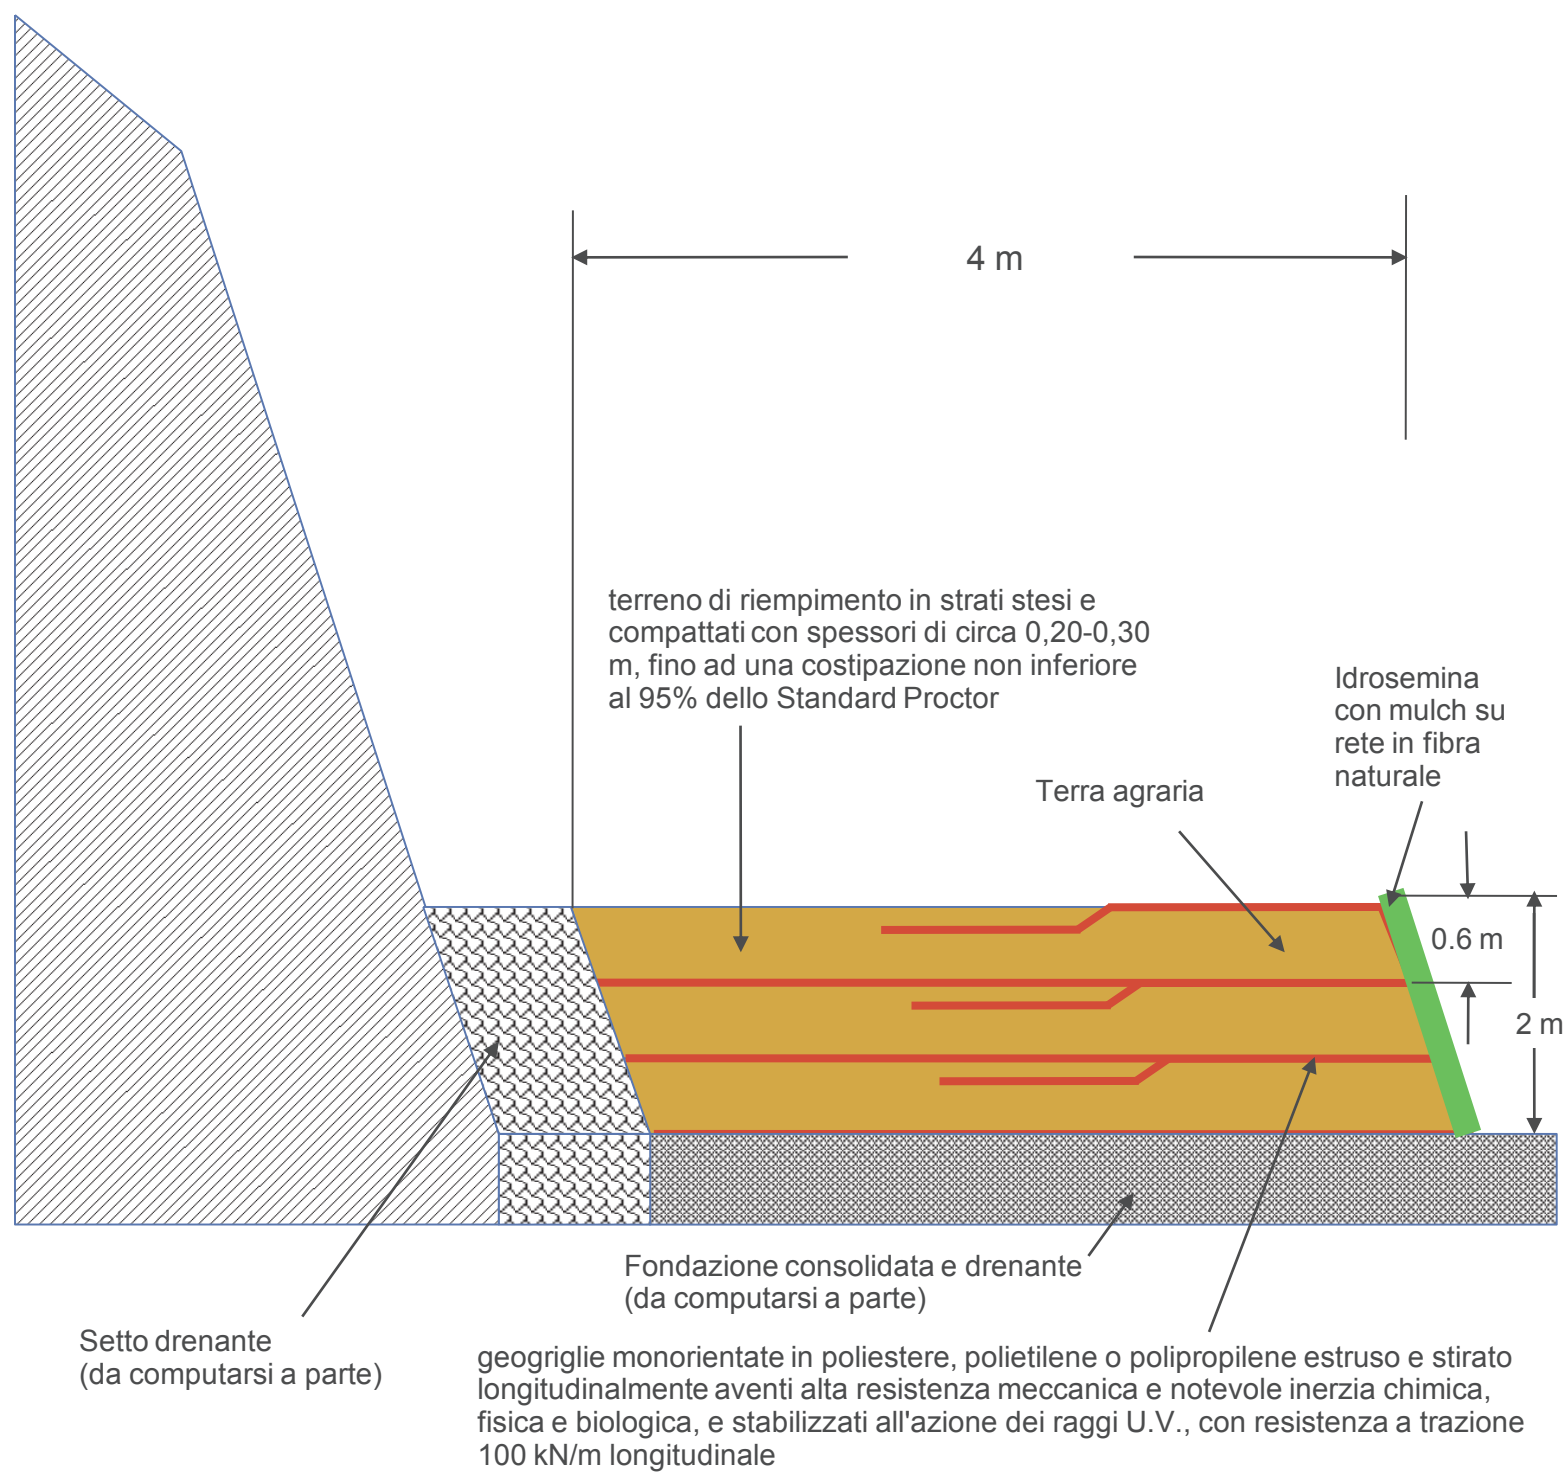 4 m
terreno di riempimento in strati stesi e
compattati con spessori di circa 0,20-0,30
m, fino ad una costipazione non inferiore
al 95% dello Standard Proctor
Idrosemina
con mulch su
rete in fibra
naturale
Terra agraria
0.6 m
2 m
Fondazione consolidata e drenante
(da computarsi a parte)
Setto drenante
(da computarsi a parte)
geogriglie monorientate in poliestere, polietilene o polipropilene estruso e stirato
longitudinalmente aventi alta resistenza meccanica e notevole inerzia chimica,
fisica e biologica, e stabilizzati all'azione dei raggi U.V., con resistenza a trazione
100 kN/m longitudinale